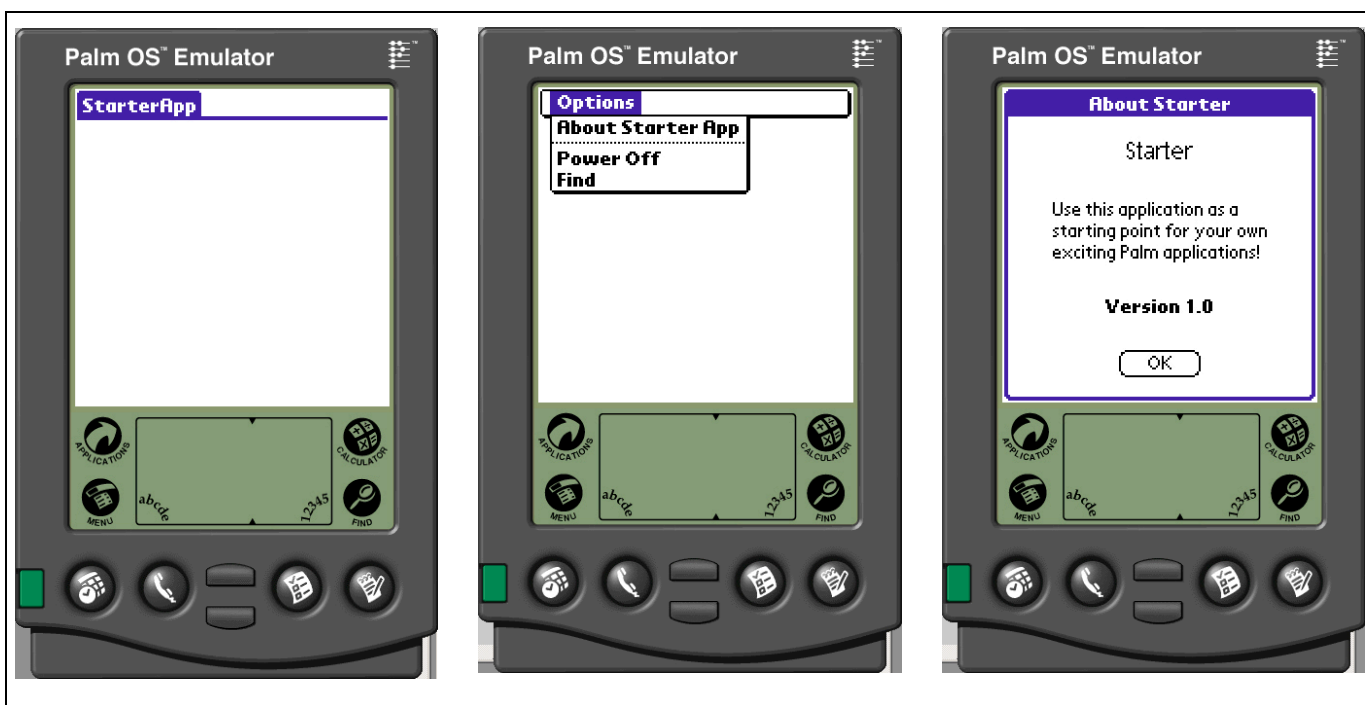 Palm OS™ Emulator
StarterApp
APPLICATIONS
CALCULATOR
MENU
abcde
12345
FIND
Palm OS™ Emulator
Options
About Starter App
Power Off
Find
APPLICATIONS
CALCULATOR
MENU
abcde
12345
FIND
Palm OS™ Emulator
About Starter
Starter
Use this application as a
starting point for your own
exciting Palm applications!
Version 1.0
OK
APPLICATIONS
CALCULATOR
MENU
abcde
12345
FIND